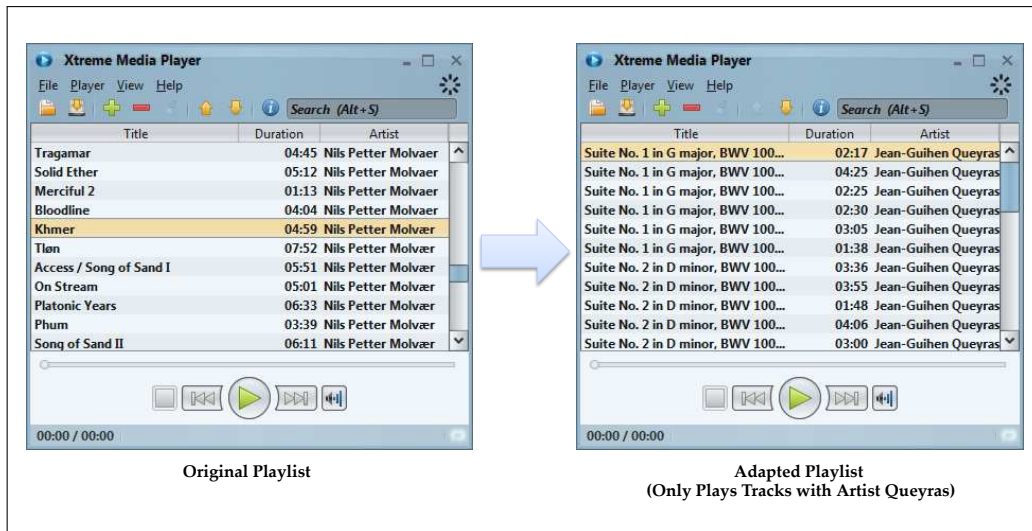 Xtreme Media Player
File Player View Help
Search (Alt+S)
Title Duration Artist
Tragamar 04:45 Nils Petter Molvaer
Solid Ether 05:12 Nils Petter Molvaer
Merciful 2 01:13 Nils Petter Molvaer
Bloodline 04:04 Nils Petter Molvaer
Khmer 04:59 Nils Petter Molvær
Tløn 07:52 Nils Petter Molvær
Access / Song of Sand I 05:51 Nils Petter Molvær
On Stream 05:01 Nils Petter Molvær
Platonic Years 06:33 Nils Petter Molvær
Phum 03:39 Nils Petter Molvær
Song of Sand II 06:11 Nils Petter Molvær
00:00 / 00:00
Original Playlist
Xtreme Media Player
File Player View Help
Search (Alt+S)
Title Duration Artist
Suite No. 1 in G major, BWV 100... 02:17 Jean-Guihen Queyras
Suite No. 1 in G major, BWV 100... 04:25 Jean-Guihen Queyras
Suite No. 1 in G major, BWV 100... 02:25 Jean-Guihen Queyras
Suite No. 1 in G major, BWV 100... 02:30 Jean-Guihen Queyras
Suite No. 1 in G major, BWV 100... 03:05 Jean-Guihen Queyras
Suite No. 1 in G major, BWV 100... 01:38 Jean-Guihen Queyras
Suite No. 2 in D minor, BWV 100... 03:36 Jean-Guihen Queyras
Suite No. 2 in D minor, BWV 100... 03:55 Jean-Guihen Queyras
Suite No. 2 in D minor, BWV 100... 01:48 Jean-Guihen Queyras
Suite No. 2 in D minor, BWV 100... 04:06 Jean-Guihen Queyras
Suite No. 2 in D minor, BWV 100... 03:00 Jean-Guihen Queyras
00:00 / 00:00
Adapted Playlist
(Only Plays Tracks with Artist Queyras)